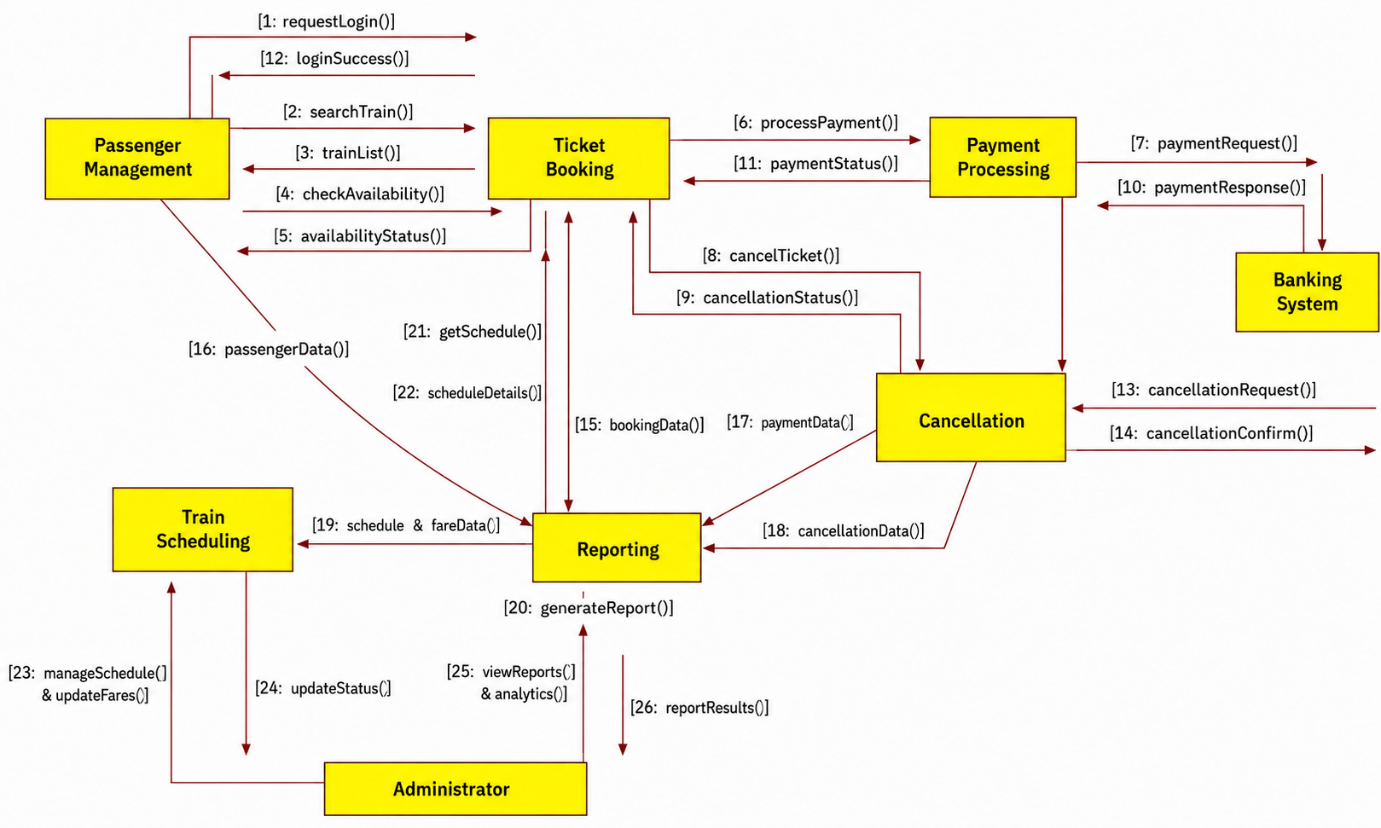 [1: requestLogin()]
[12: loginSuccess()]
[2: searchTrain()]
[3: trainList()]
[4: checkAvailability()]
[5: availabilityStatus()]
Passenger
Management
Ticket
Booking
[6: processPayment()]
[11: paymentStatus()]
Payment
Processing
[7: paymentRequest()]
[10: paymentResponse()]
Banking
System
[8: cancelTicket()]
[9: cancellationStatus()]
[21: getSchedule()]
[16: passengerData()]
[22: scheduleDetails()]
[15: bookingData()]
[17: paymentData()]
Cancellation
[13: cancellationRequest()]
[14: cancellationConfirm()]
Train
Scheduling
[19: schedule & fareData()]
Reporting
[18: cancellationData()]
[20: generateReport()]
[23: manageSchedule()]
& updateFares()]
[24: updateStatus()]
[25: viewReports()]
& analytics()]
[26: reportResults()]
Administrator